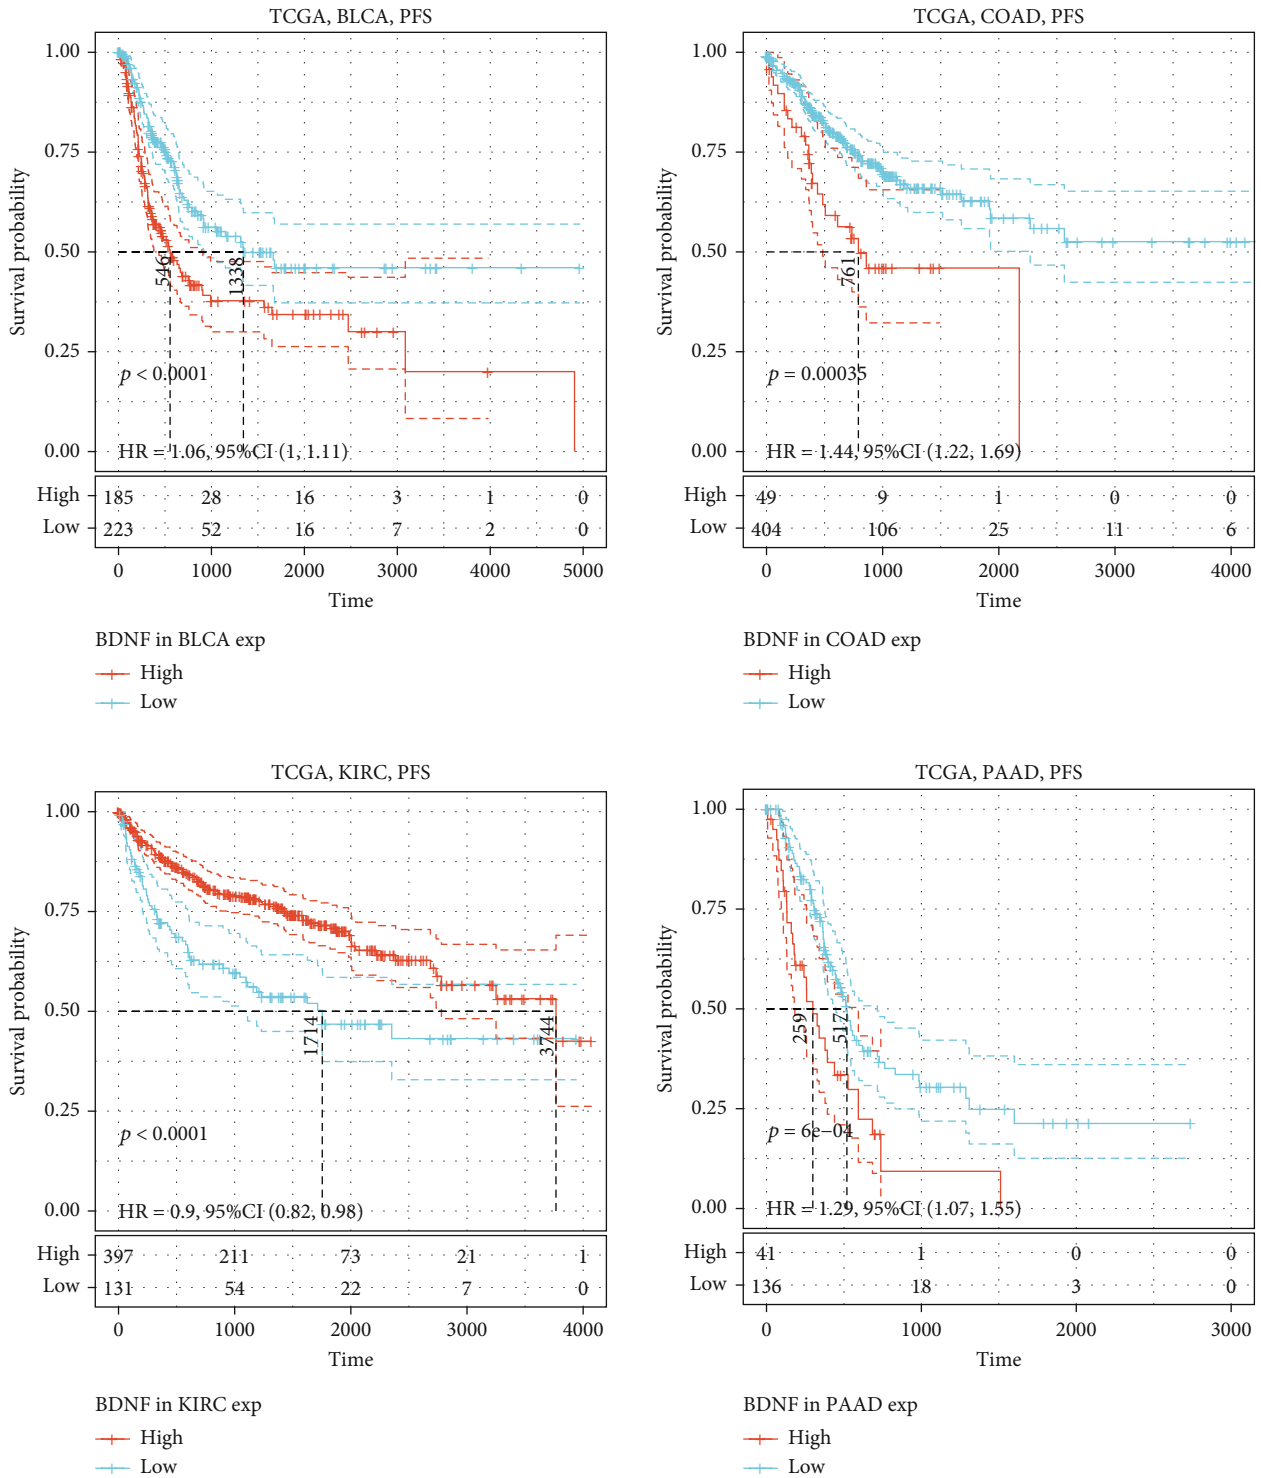 TCGA, BLCA, PFS
Survival probability
1.00
0.75
0.50
0.25
0.00
546
1338
p < 0.0001
HR = 1.06, 95%CI (1, 1.11)
High 185 28 16 3 1 0
Low 223 52 16 7 2 0
0 1000 2000 3000 4000 5000
Time
BDNF in BLCA exp
High
Low
TCGA, COAD, PFS
Survival probability
1.00
0.75
0.50
0.25
0.00
761
p = 0.00035
HR = 1.44, 95%CI (1.22, 1.69)
High 49 9 1 0 0
Low 404 106 25 11 6
0 1000 2000 3000 4000
Time
BDNF in COAD exp
High
Low
TCGA, KIRC, PFS
Survival probability
1.00
0.75
0.50
0.25
0.00
1714
3744
p < 0.0001
HR = 0.9, 95%CI (0.82, 0.98)
High 397 211 73 21 1
Low 131 54 22 7 0
0 1000 2000 3000 4000
Time
BDNF in KIRC exp
High
Low
TCGA, PAAD, PFS
Survival probability
1.00
0.75
0.50
0.25
0.00
259
517
p = 6e−04
HR = 1.29, 95%CI (1.07, 1.55)
High 41 1 0 0
Low 136 18 3 0
0 1000 2000 3000
Time
BDNF in PAAD exp
High
Low